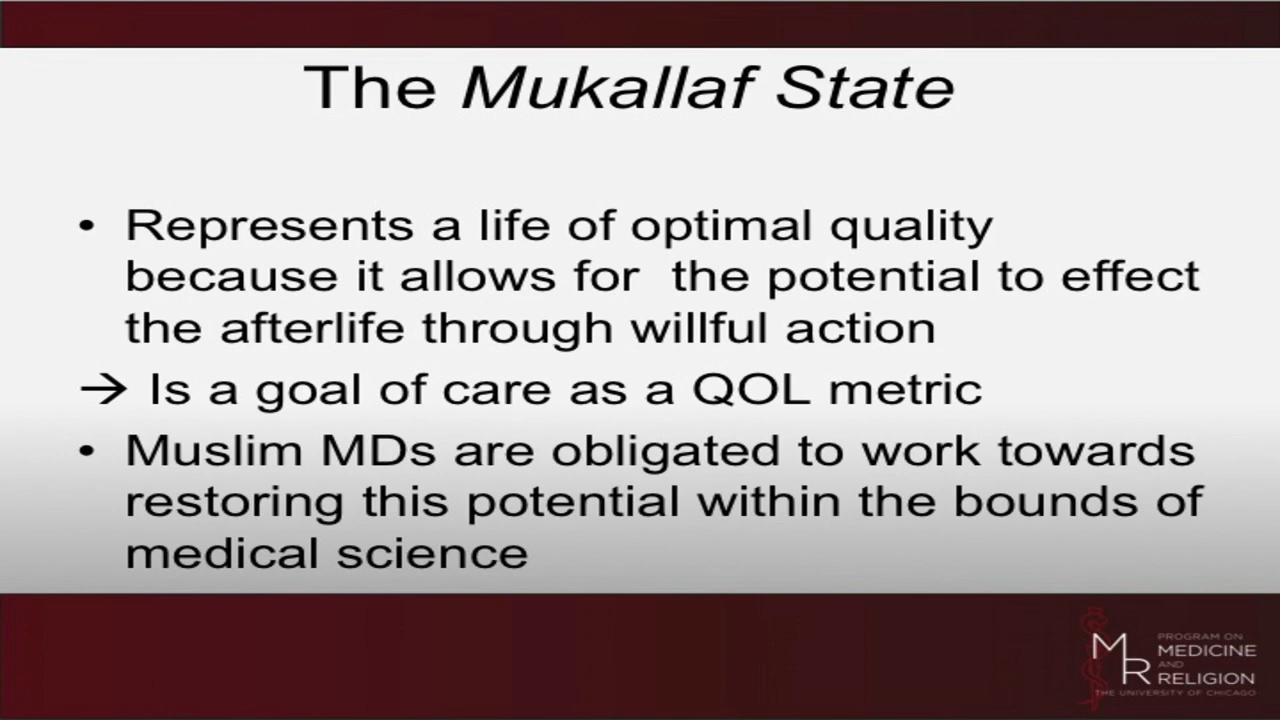 The Mukallaf State
• Represents a life of optimal quality
because it allows for the potential to effect
the afterlife through willful action
→ Is a goal of care as a QOL metric
• Muslim MDs are obligated to work towards
restoring this potential within the bounds of
medical science
MR
PROGRAM ON
MEDICINE
AND
RELIGION
THE UNIVERSITY OF CHICAGO